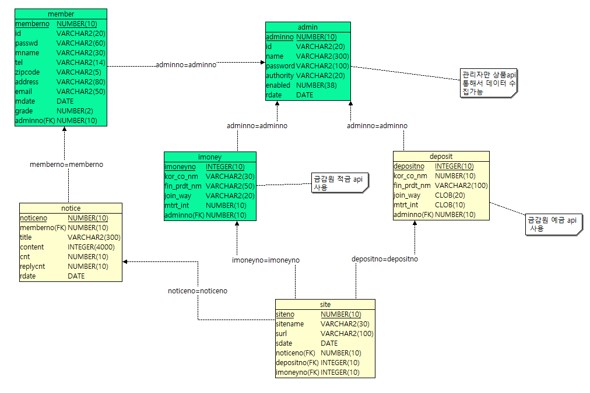 member
memberno NUMBER(10)
id VARCHAR2(20)
passwd VARCHAR2(60)
mname VARCHAR2(30)
tel VARCHAR2(14)
zipcode VARCHAR2(5)
address VARCHAR2(80)
email VARCHAR2(50)
mdate DATE
grade NUMBER(2)
adminno(FK) NUMBER(10)
adminno=adminno
admin
adminno NUMBER(10)
id VARCHAR2(20)
name VARCHAR2(300)
password VARCHAR2(100)
authority VARCHAR2(20)
enabled NUMBER(38)
rdate DATE
관리자만 상품api
통해서 데이터 수
집가능
adminno=adminno
adminno=adminno
memberno=memberno
imoney
imoneyno INTEGER(10)
kor_co_nm VARCHAR2(30)
fin_prdt_nm VARCHAR2(50)
join_way VARCHAR2(20)
mtrt_int NUMBER(10)
adminno(FK) NUMBER(10)
금감원 적금 api
사용
deposit
depositno INTEGER(10)
kor_co_nm NUMBER(10)
fin_prdt_nm VARCHAR2(100)
join_way CLOB(20)
mtrt_int CLOB(10)
adminno(FK) NUMBER(10)
금감원 예금 api
사용
notice
noticeno NUMBER(10)
memberno(FK) NUMBER(10)
title VARCHAR2(300)
content INTEGER(4000)
cnt NUMBER(10)
replycnt NUMBER(10)
rdate DATE
imoneyno=imoneyno
depositno=depositno
noticeno=noticeno
site
siteno NUMBER(10)
sitename VARCHAR2(30)
surl VARCHAR2(100)
sdate DATE
noticeno(FK) NUMBER(10)
depositno(FK) INTEGER(10)
imoneyno(FK) INTEGER(10)